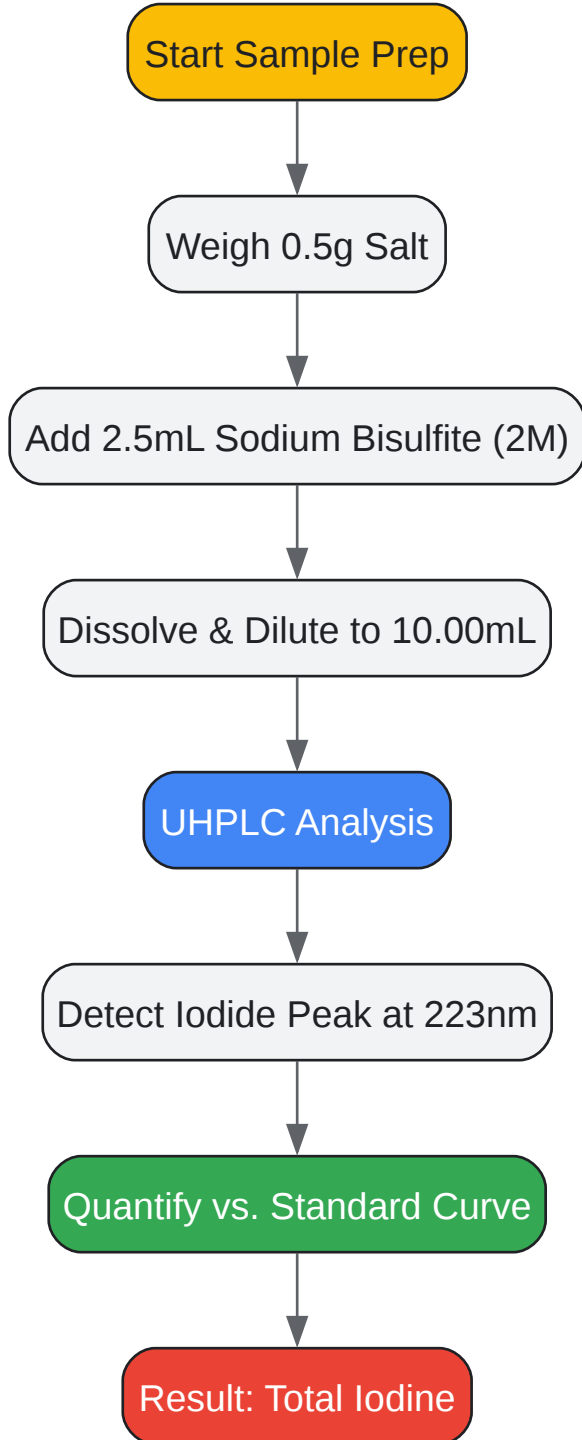 Start Sample Prep
Weigh 0.5g Salt
Add 2.5mL Sodium Bisulfite (2M)
Dissolve & Dilute to 10.00mL
UHPLC Analysis
Detect Iodide Peak at 223nm
Quantify vs. Standard Curve
Result: Total Iodine